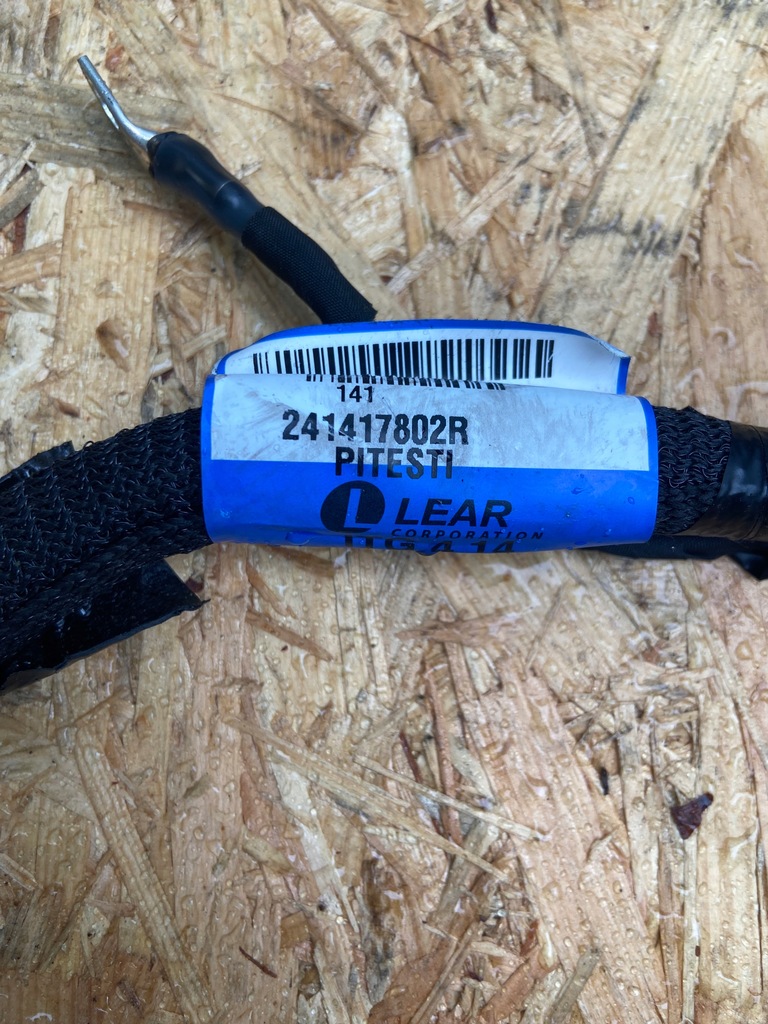 141
241417802R
PITESTI
L LEAR
CORPORATION